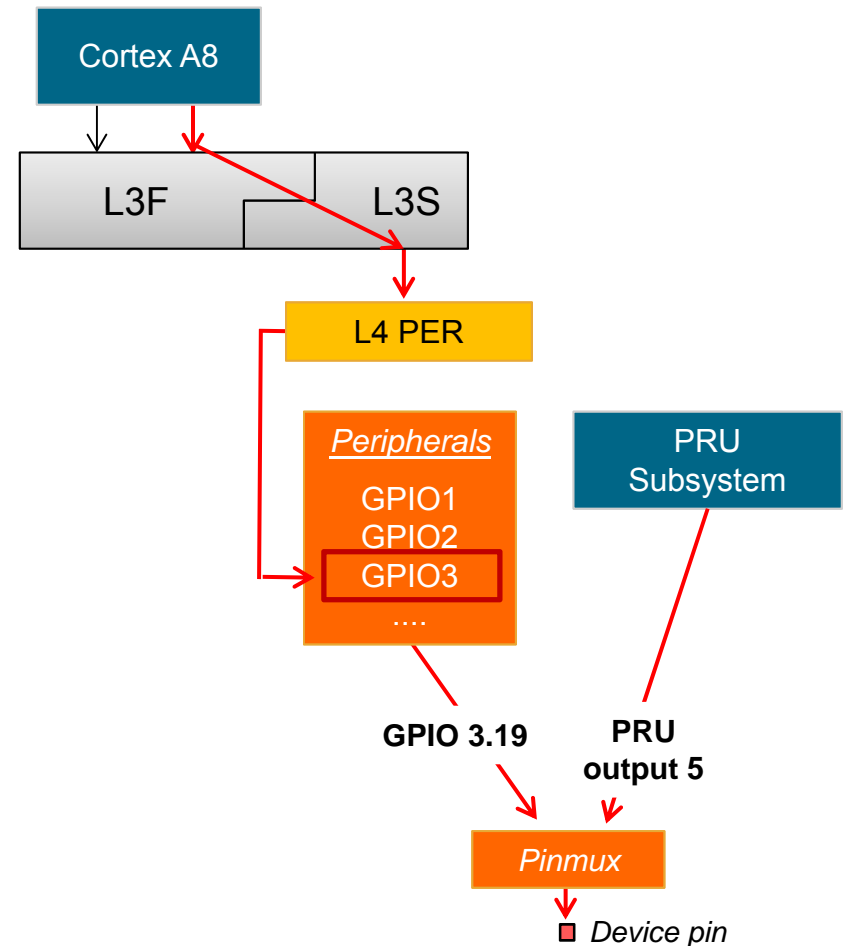 Cortex A8
L3F
L3S
L4 PER
Peripherals
GPIO1
GPIO2
GPIO3
....
PRU
Subsystem
GPIO 3.19
PRU
output 5
Pinmux
Device pin